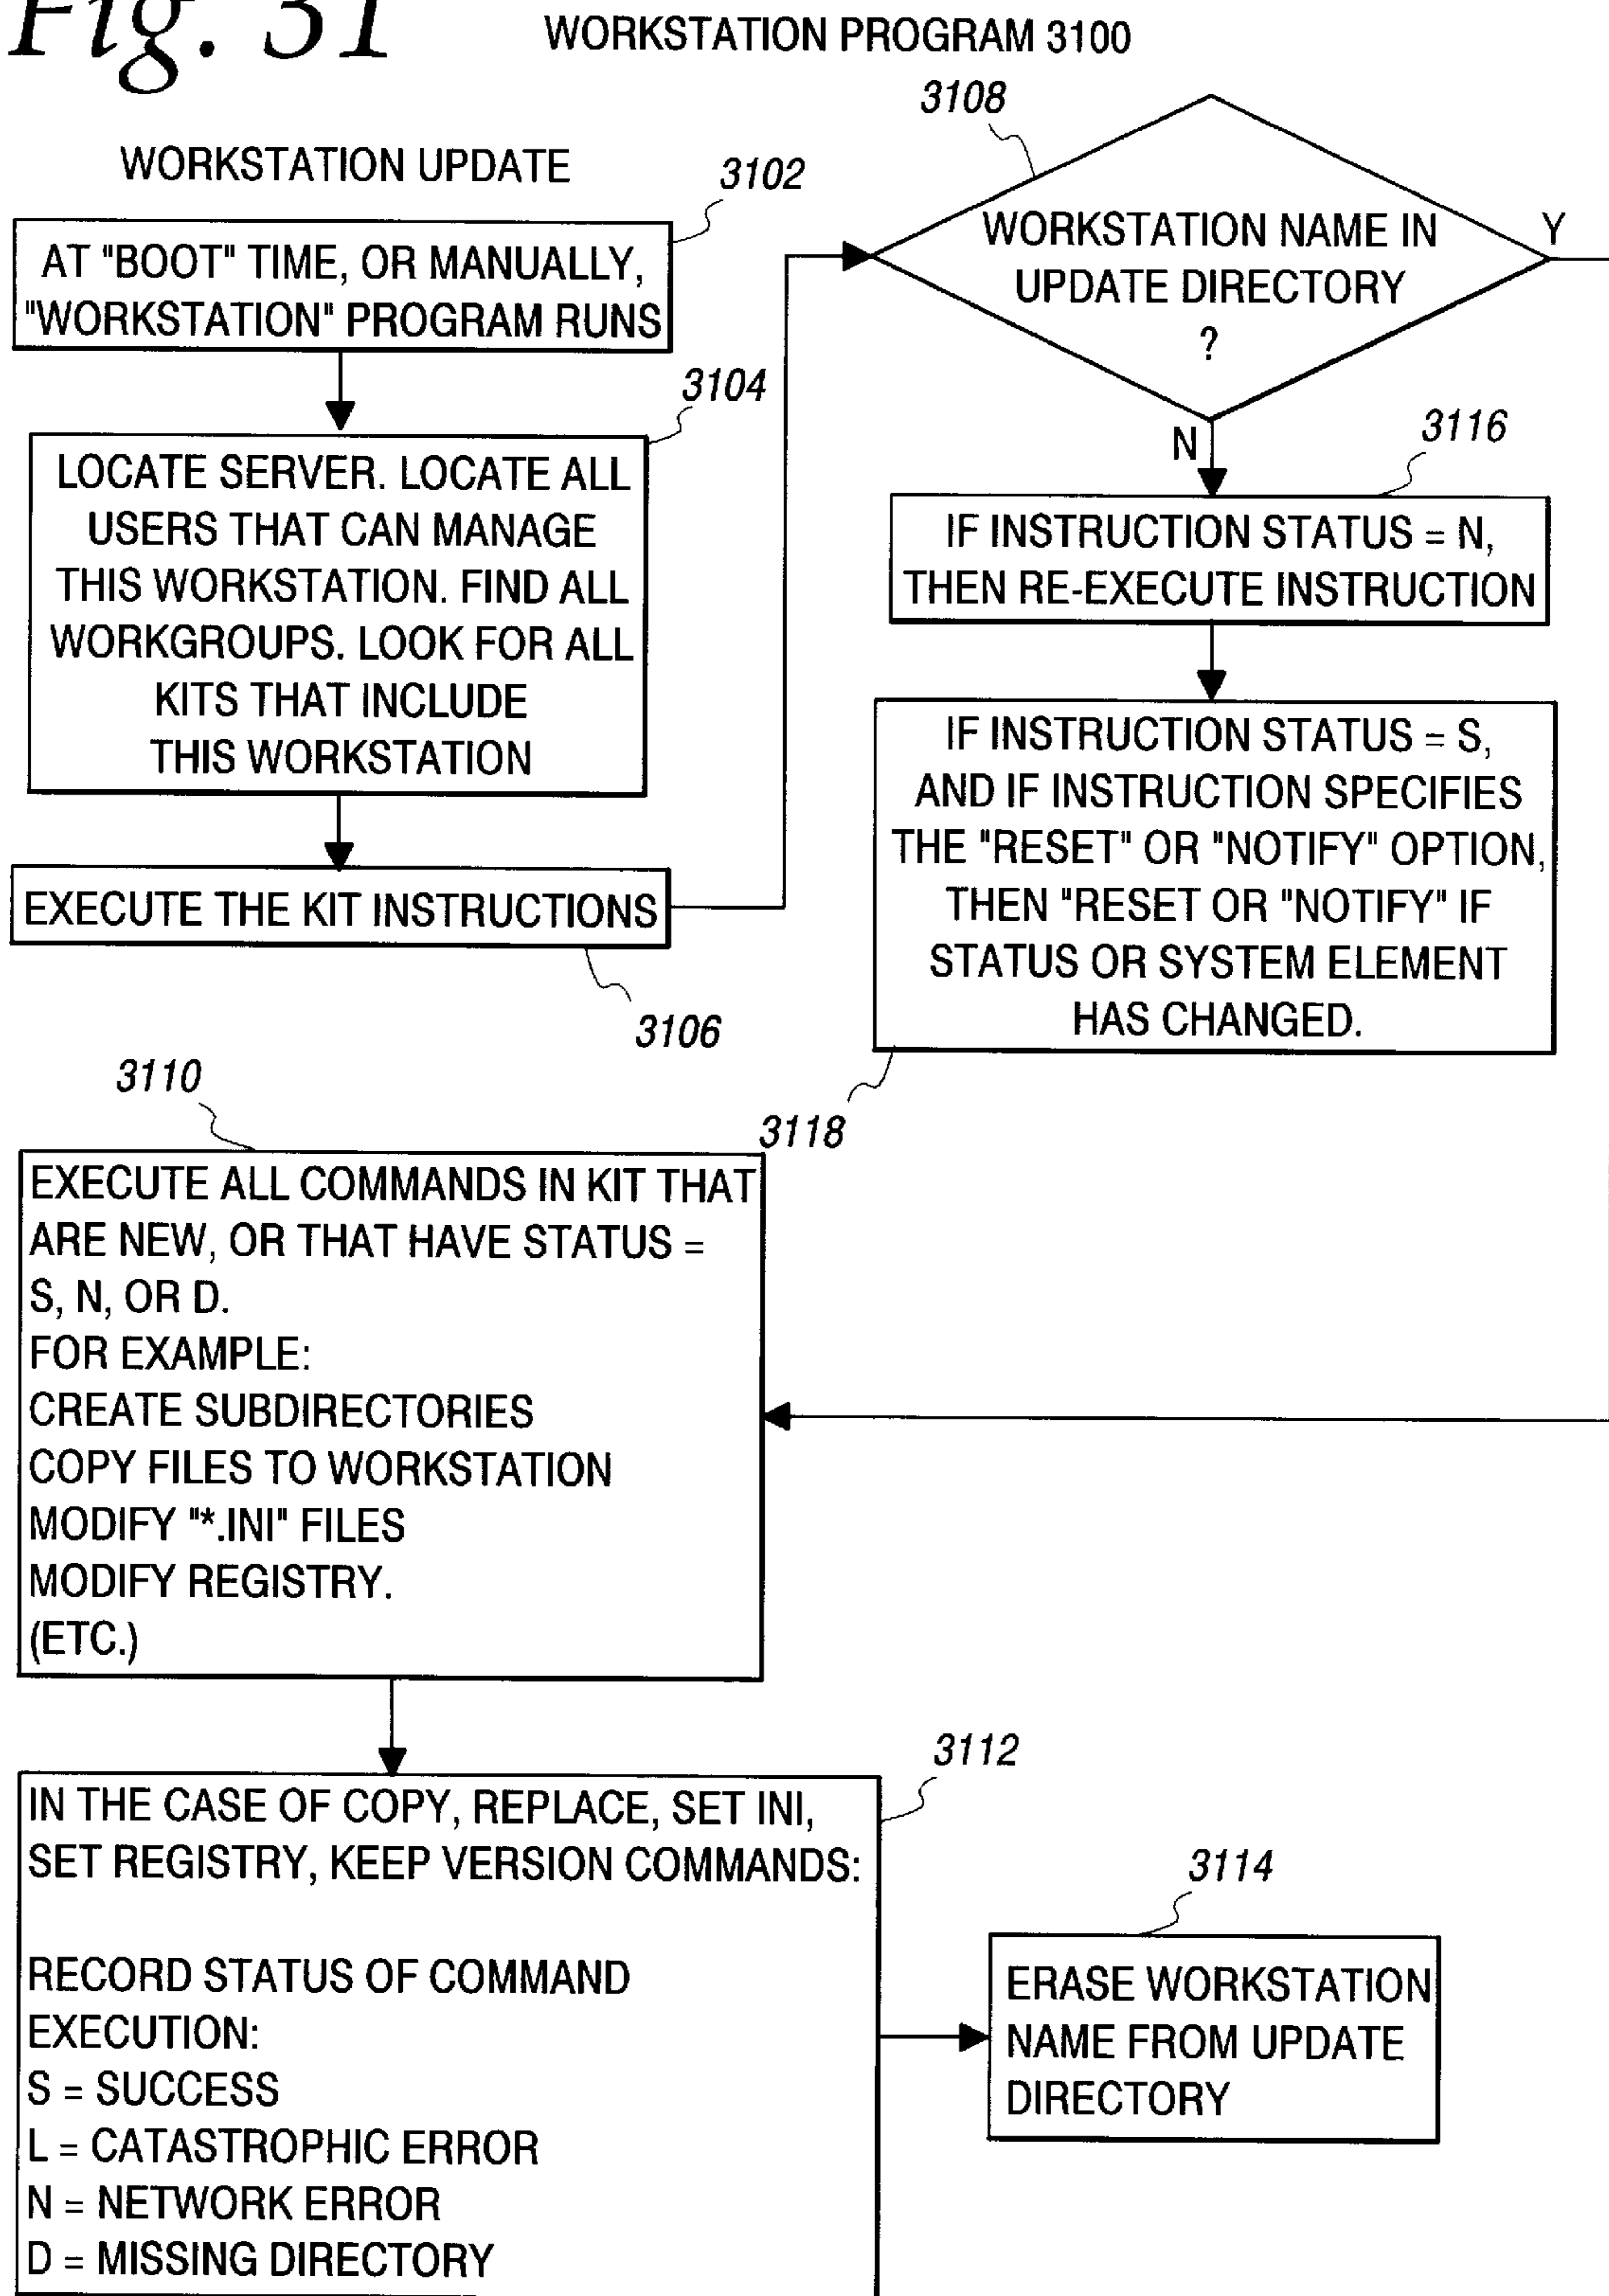 Fig. 31
WORKSTATION PROGRAM 3100
WORKSTATION UPDATE
3102
AT "BOOT" TIME, OR MANUALLY,
"WORKSTATION" PROGRAM RUNS
3104
LOCATE SERVER. LOCATE ALL
USERS THAT CAN MANAGE
THIS WORKSTATION. FIND ALL
WORKGROUPS. LOOK FOR ALL
KITS THAT INCLUDE
THIS WORKSTATION
EXECUTE THE KIT INSTRUCTIONS
3106
3108
WORKSTATION NAME IN
UPDATE DIRECTORY
?
Y
N
3116
IF INSTRUCTION STATUS = N,
THEN RE-EXECUTE INSTRUCTION
IF INSTRUCTION STATUS = S,
AND IF INSTRUCTION SPECIFIES
THE "RESET" OR "NOTIFY" OPTION,
THEN "RESET OR "NOTIFY" IF
STATUS OR SYSTEM ELEMENT
HAS CHANGED.
3118
3110
EXECUTE ALL COMMANDS IN KIT THAT
ARE NEW, OR THAT HAVE STATUS =
S, N, OR D.
FOR EXAMPLE:
CREATE SUBDIRECTORIES
COPY FILES TO WORKSTATION
MODIFY "*.INI" FILES
MODIFY REGISTRY.
(ETC.)
3112
IN THE CASE OF COPY, REPLACE, SET INI,
SET REGISTRY, KEEP VERSION COMMANDS:
RECORD STATUS OF COMMAND
EXECUTION:
S = SUCCESS
L = CATASTROPHIC ERROR
N = NETWORK ERROR
D = MISSING DIRECTORY
3114
ERASE WORKSTATION
NAME FROM UPDATE
DIRECTORY